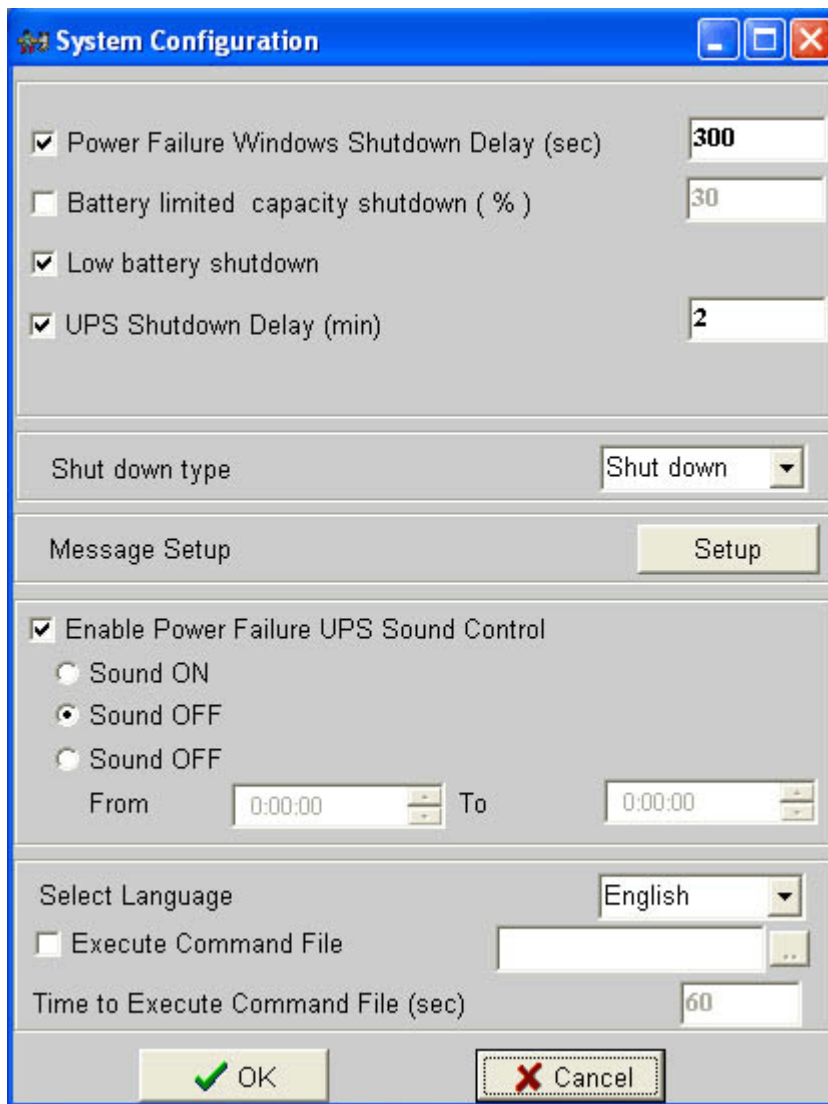 System Configuration
Power Failure Windows Shutdown Delay (sec) 300
Battery limited capacity shutdown ( % ) 30
Low battery shutdown
UPS Shutdown Delay (min) 2
Shut down type Shut down
Message Setup Setup
Enable Power Failure UPS Sound Control
Sound ON
Sound OFF
Sound OFF
From 0:00:00 To 0:00:00
Select Language English
Execute Command File ..
Time to Execute Command File (sec) 60
OK Cancel